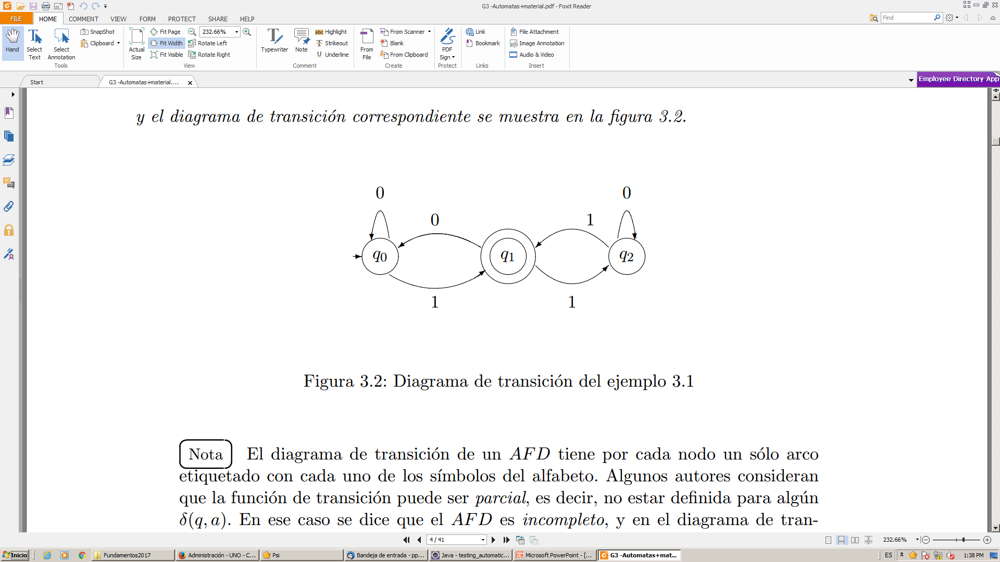 G3 -Automatas+material.pdf - Foxit Reader
FILE HOME COMMENT VIEW FORM PROTECT SHARE HELP
Find
Hand
Select Text
Select Annotation
SnapShot
Clipboard
Tools
Actual Size
Fit Page
Fit Width
Fit Visible
232.66%
Rotate Left
Rotate Right
View
Typewriter
Note
Highlight
Strikeout
Underline
Comment
From File
From Scanner
Blank
From Clipboard
Create
PDF Sign
Protect
Link
Bookmark
Links
File Attachment
Image Annotation
Audio & Video
Insert
Start
G3 -Automatas+material....
Employee Directory App
y el diagrama de transición correspondiente se muestra en la figura 3.2.
0 0
0 1
q0 q1 q2
1 1
Figura 3.2: Diagrama de transición del ejemplo 3.1
Nota El diagrama de transición de un AFD tiene por cada nodo un sólo arco
etiquetado con cada uno de los símbolos del alfabeto. Algunos autores consideran
que la función de transición puede ser parcial, es decir, no estar definida para algún
δ(q, a). En ese caso se dice que el AFD es incompleto, y en el diagrama de tran-
4 / 41
232.66%
Inicio
Fundamentos2017
Administración - UNO - C...
Psi
Bandeja de entrada - pp...
Java - testing_automatic...
Microsoft PowerPoint - [...
G3 -Automatas+mat...
ES
1:38 PM